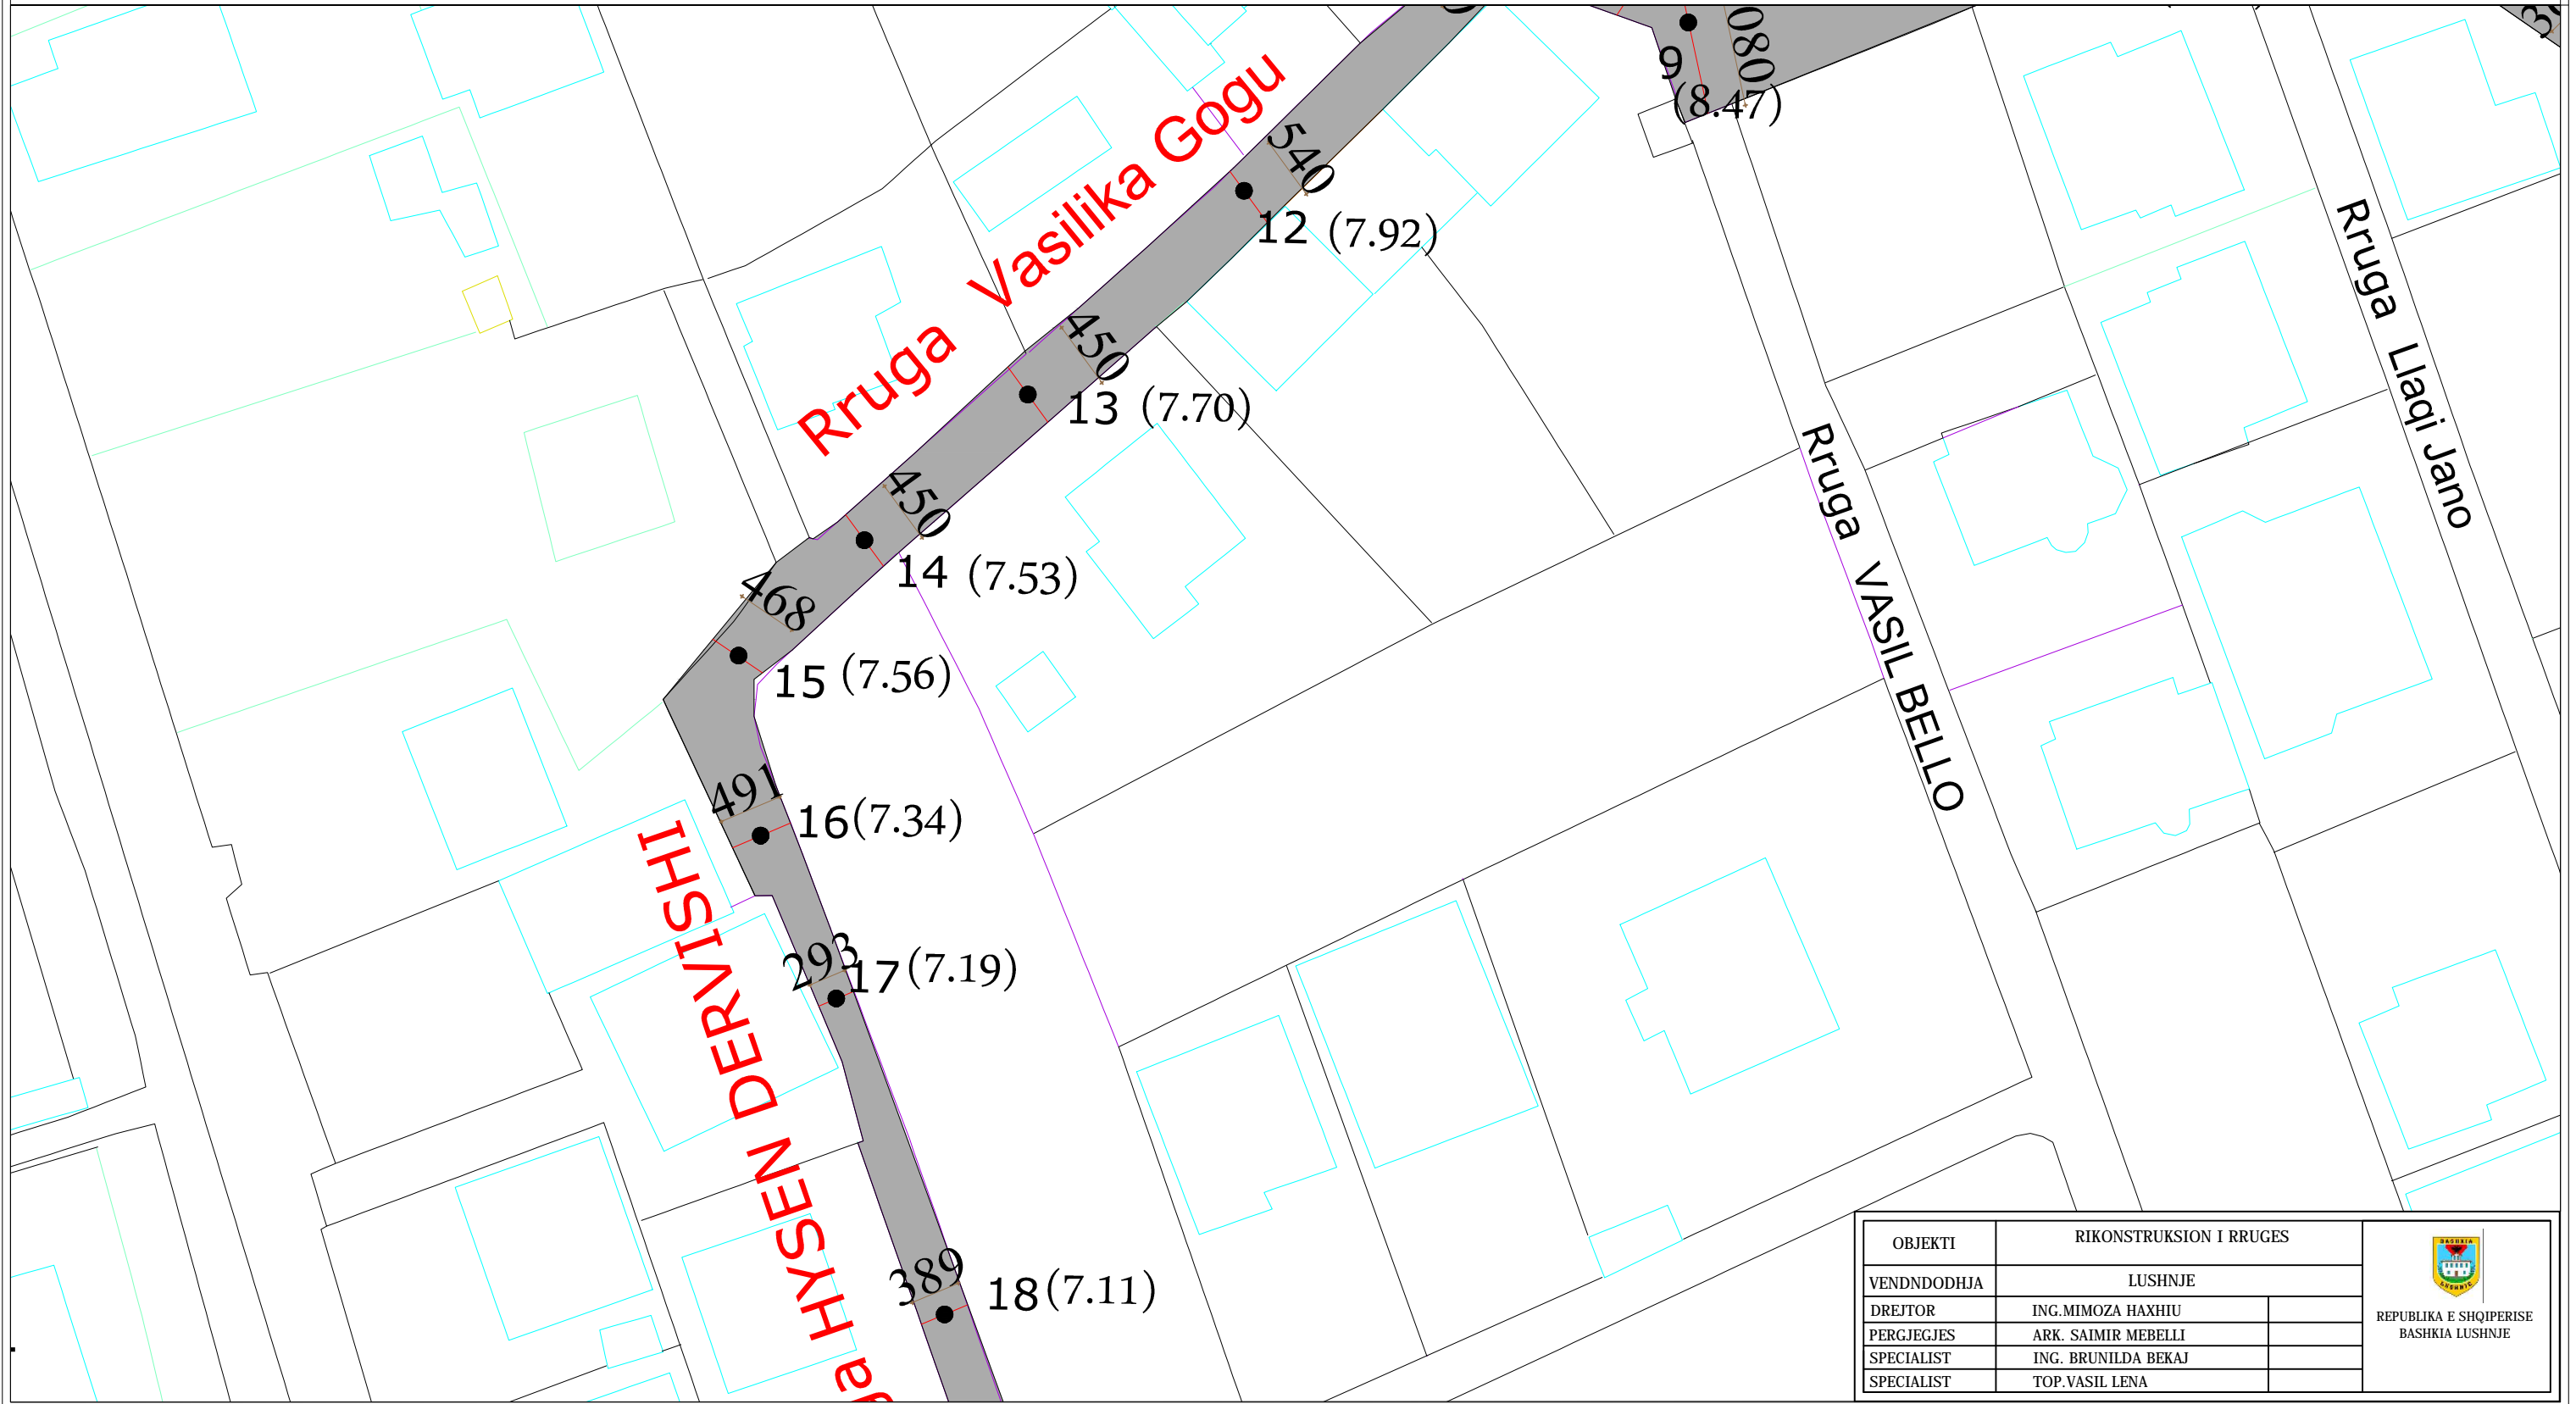 9
(8.47)
080
Rruga Vasilika Gogu
540
12 (7.92)
450
13 (7.70)
450
14 (7.53)
468
15 (7.56)
491
16 (7.34)
293
17 (7.19)
389
18 (7.11)
HYSEN DERVISHI
Rruga VASIL BELLO
Rruga Llaqi Jano
OBJEKTI RIKONSTRUKSION I RRUGES
VENDNDODHJA LUSHNJE
DREJTOR ING.MIMOZA HAXHIU
PERGJEGJES ARK. SAIMIR MEBELLI
SPECIALIST ING. BRUNILDA BEKAJ
SPECIALIST TOP.VASIL LENA
BASHKIA
LUSHNJE
REPUBLIKA E SHQIPERISE
BASHKIA LUSHNJE